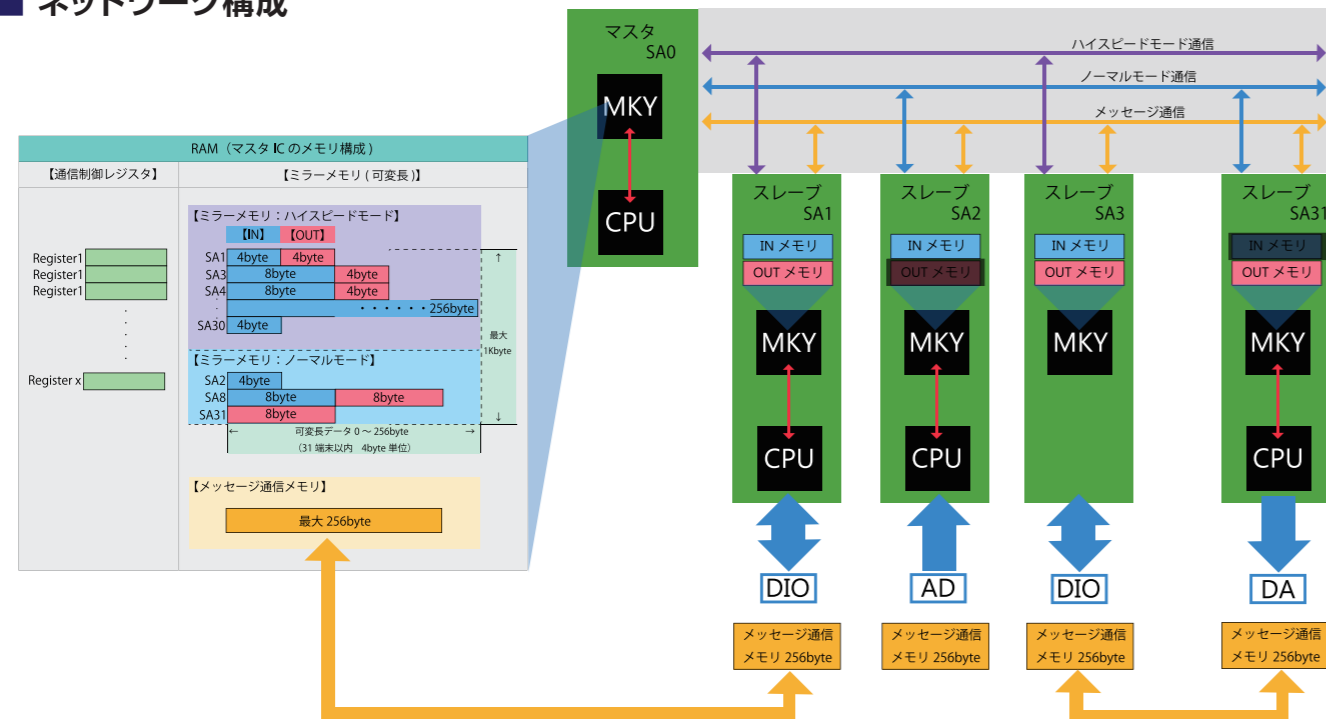 ネットワーク構成
マスタ
SA0
MKY
CPU
ハイスピードモード通信
ノーマルモード通信
メッセージ通信
RAM（マスタ IC のメモリ構成 )
【通信制御レジスタ】
【ミラーメモリ ( 可変長 )】
Register1
Register1
Register1
Register x
【ミラーメモリ：ハイスピードモード】
【IN】 【OUT】
SA1 4byte 4byte
SA3 8byte 4byte
SA4 8byte 4byte
・・・・・・256byte
SA30 4byte
【ミラーメモリ：ノーマルモード】
SA2 4byte
SA8 8byte 8byte
SA31 8byte
↑
最大
1Kbyte
↓
← 可変長データ 0 ～ 256byte →
（31 端末以内　4byte 単位）
【メッセージ通信メモリ】
最大 256byte
スレーブ
SA1
IN メモリ
OUT メモリ
MKY
CPU
DIO
メッセージ通信
メモリ 256byte
スレーブ
SA2
IN メモリ
OUT メモリ
MKY
CPU
AD
メッセージ通信
メモリ 256byte
スレーブ
SA3
IN メモリ
OUT メモリ
MKY
DIO
メッセージ通信
メモリ 256byte
スレーブ
SA31
IN メモリ
OUT メモリ
MKY
CPU
DA
メッセージ通信
メモリ 256byte